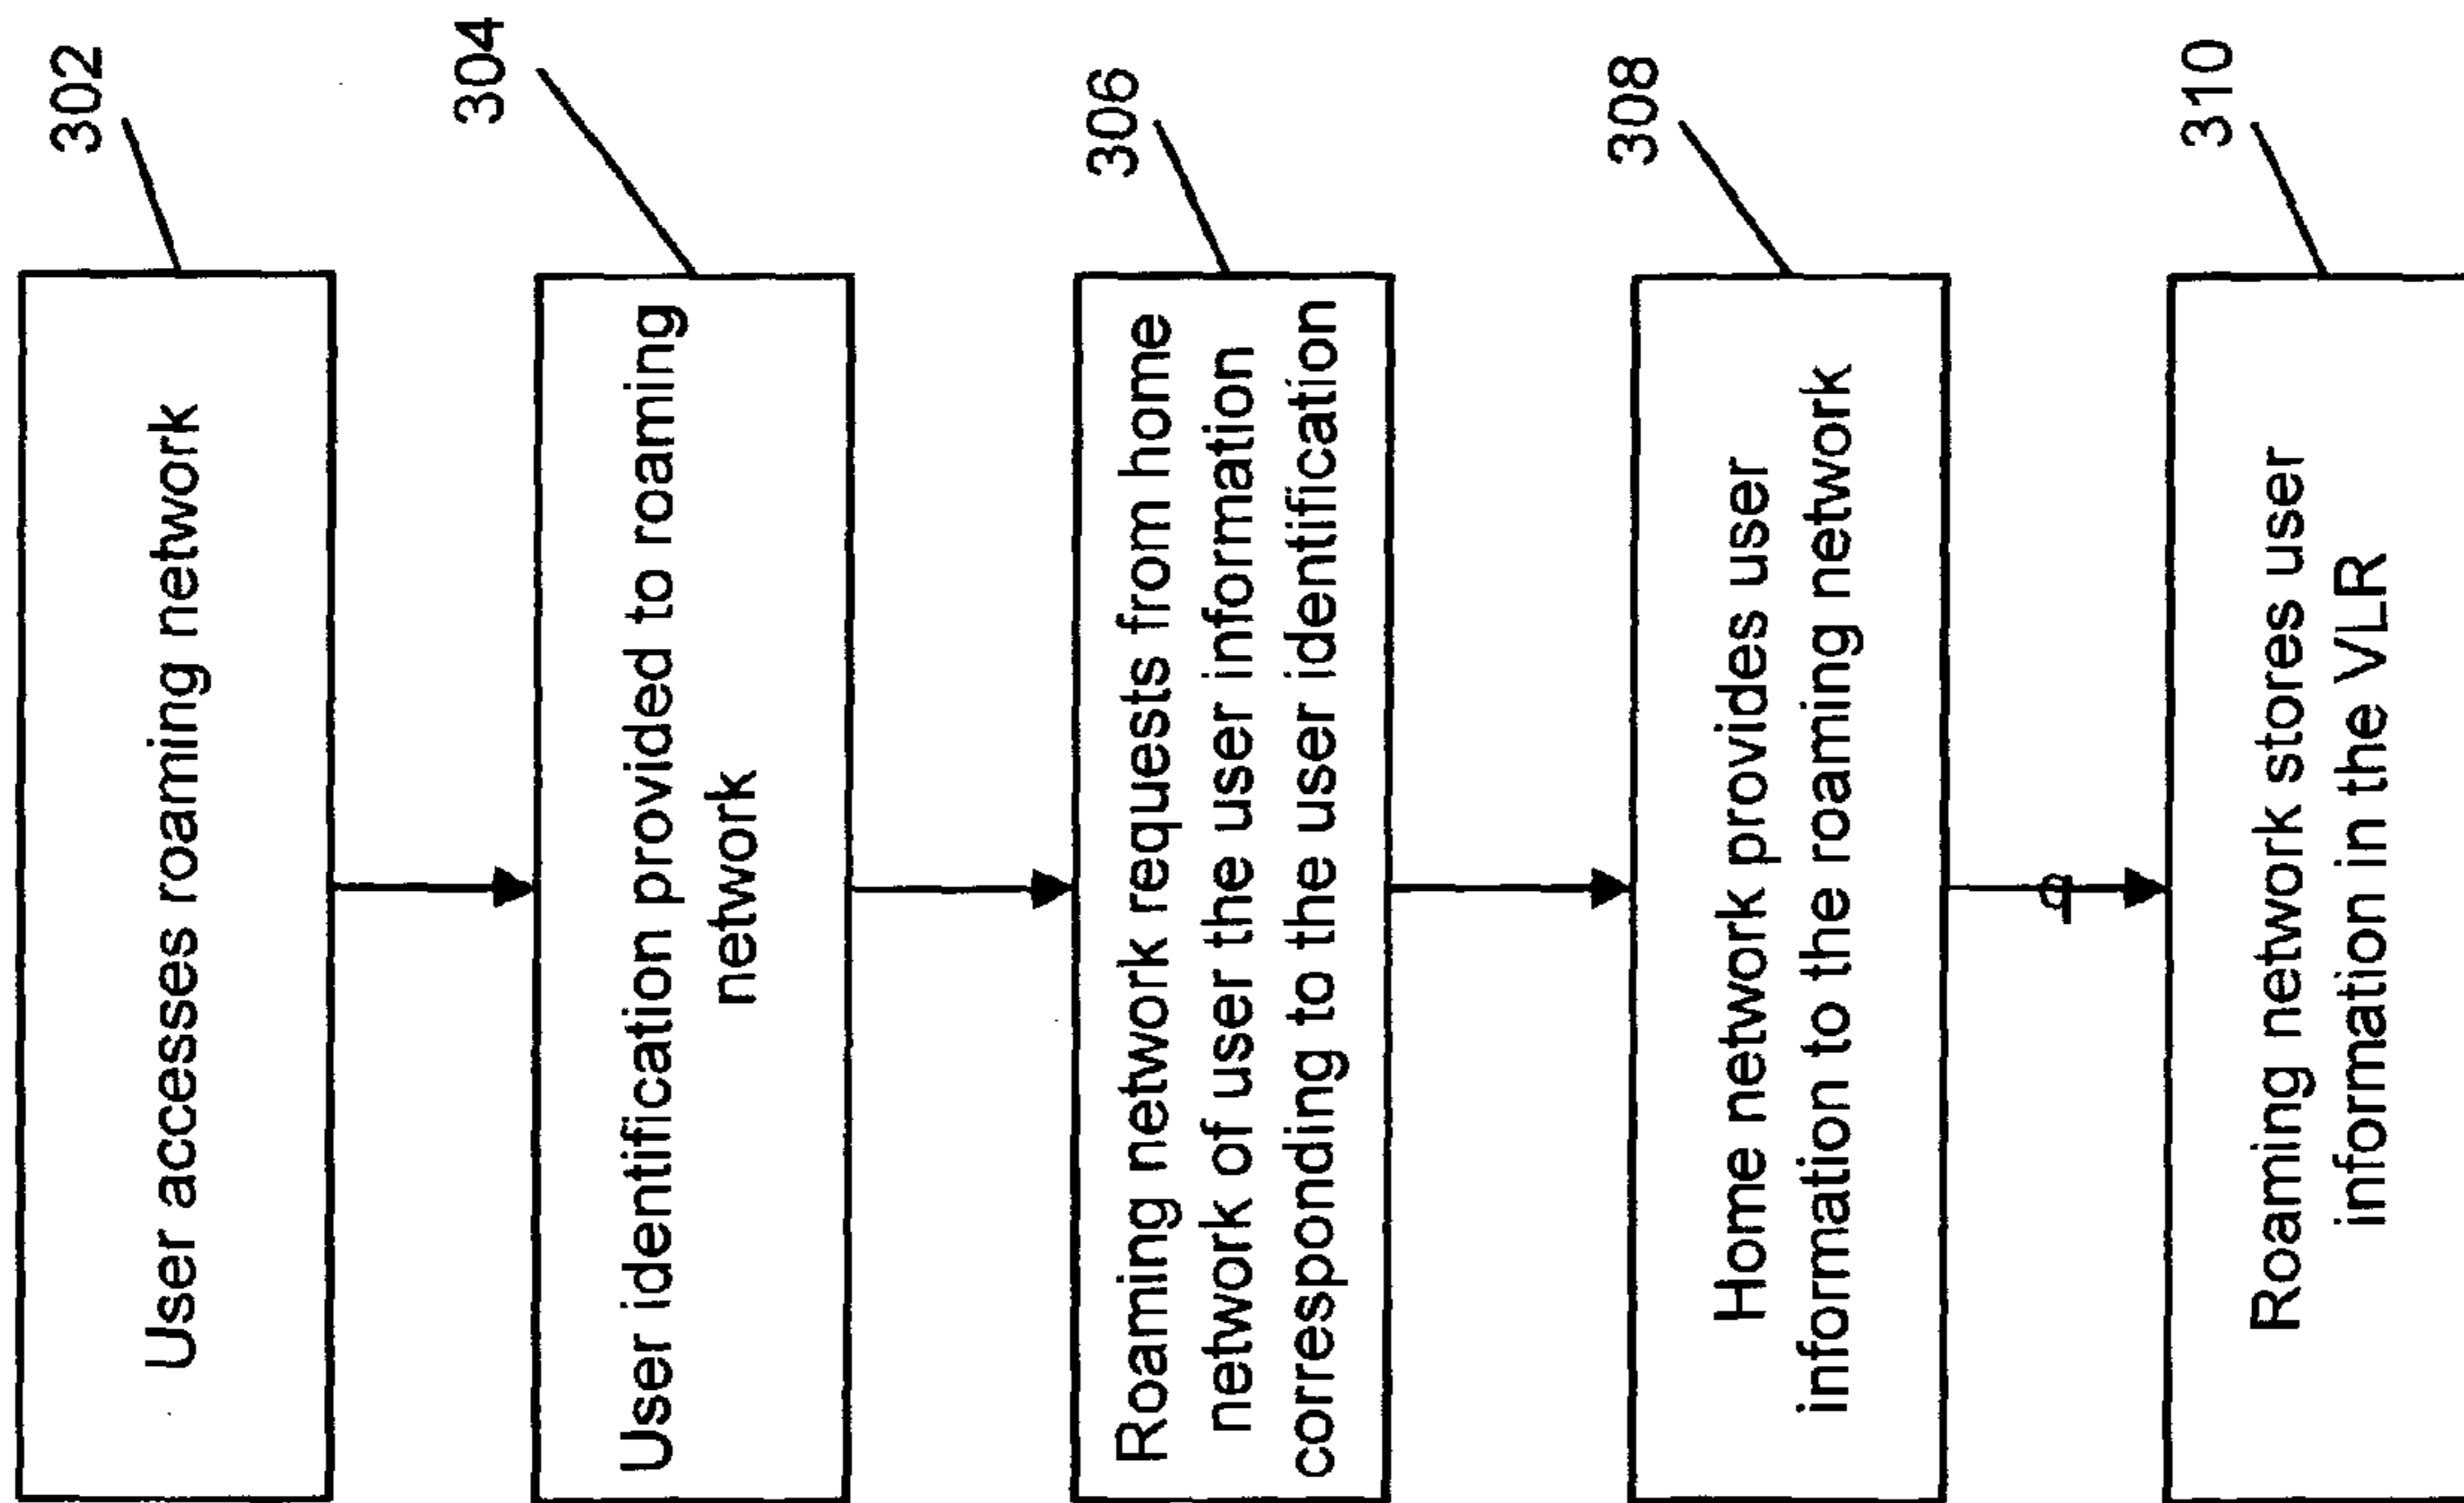 302
User accesses roaming network
304
User identification provided to roaming
network
306
Roaming network requests from home
network of user the user information
corresponding to the user identification
308
Home network provides user
information to the roaming network
310
Roaming network stores user
information in the VLR